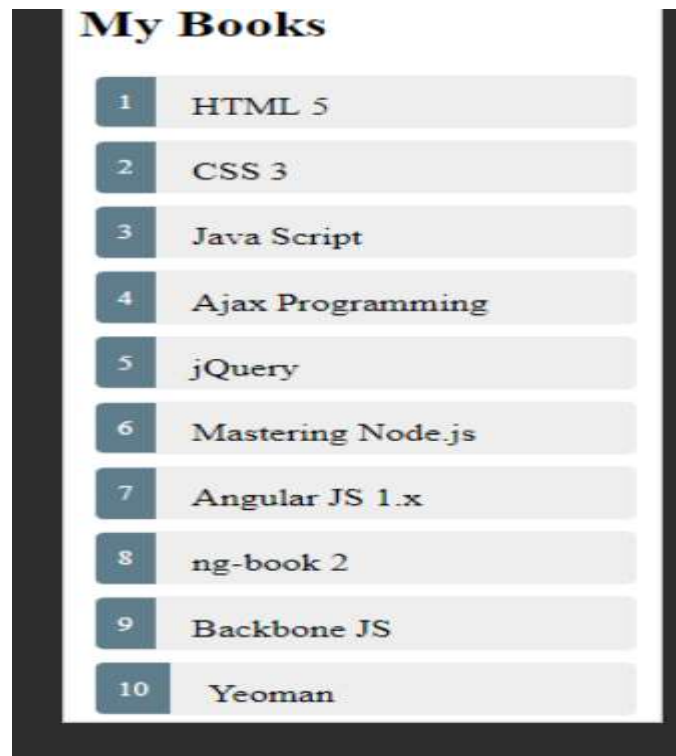 My Books
1 HTML 5
2 CSS 3
3 Java Script
4 Ajax Programming
5 jQuery
6 Mastering Node.js
7 Angular JS 1.x
8 ng-book 2
9 Backbone JS
10 Yeoman